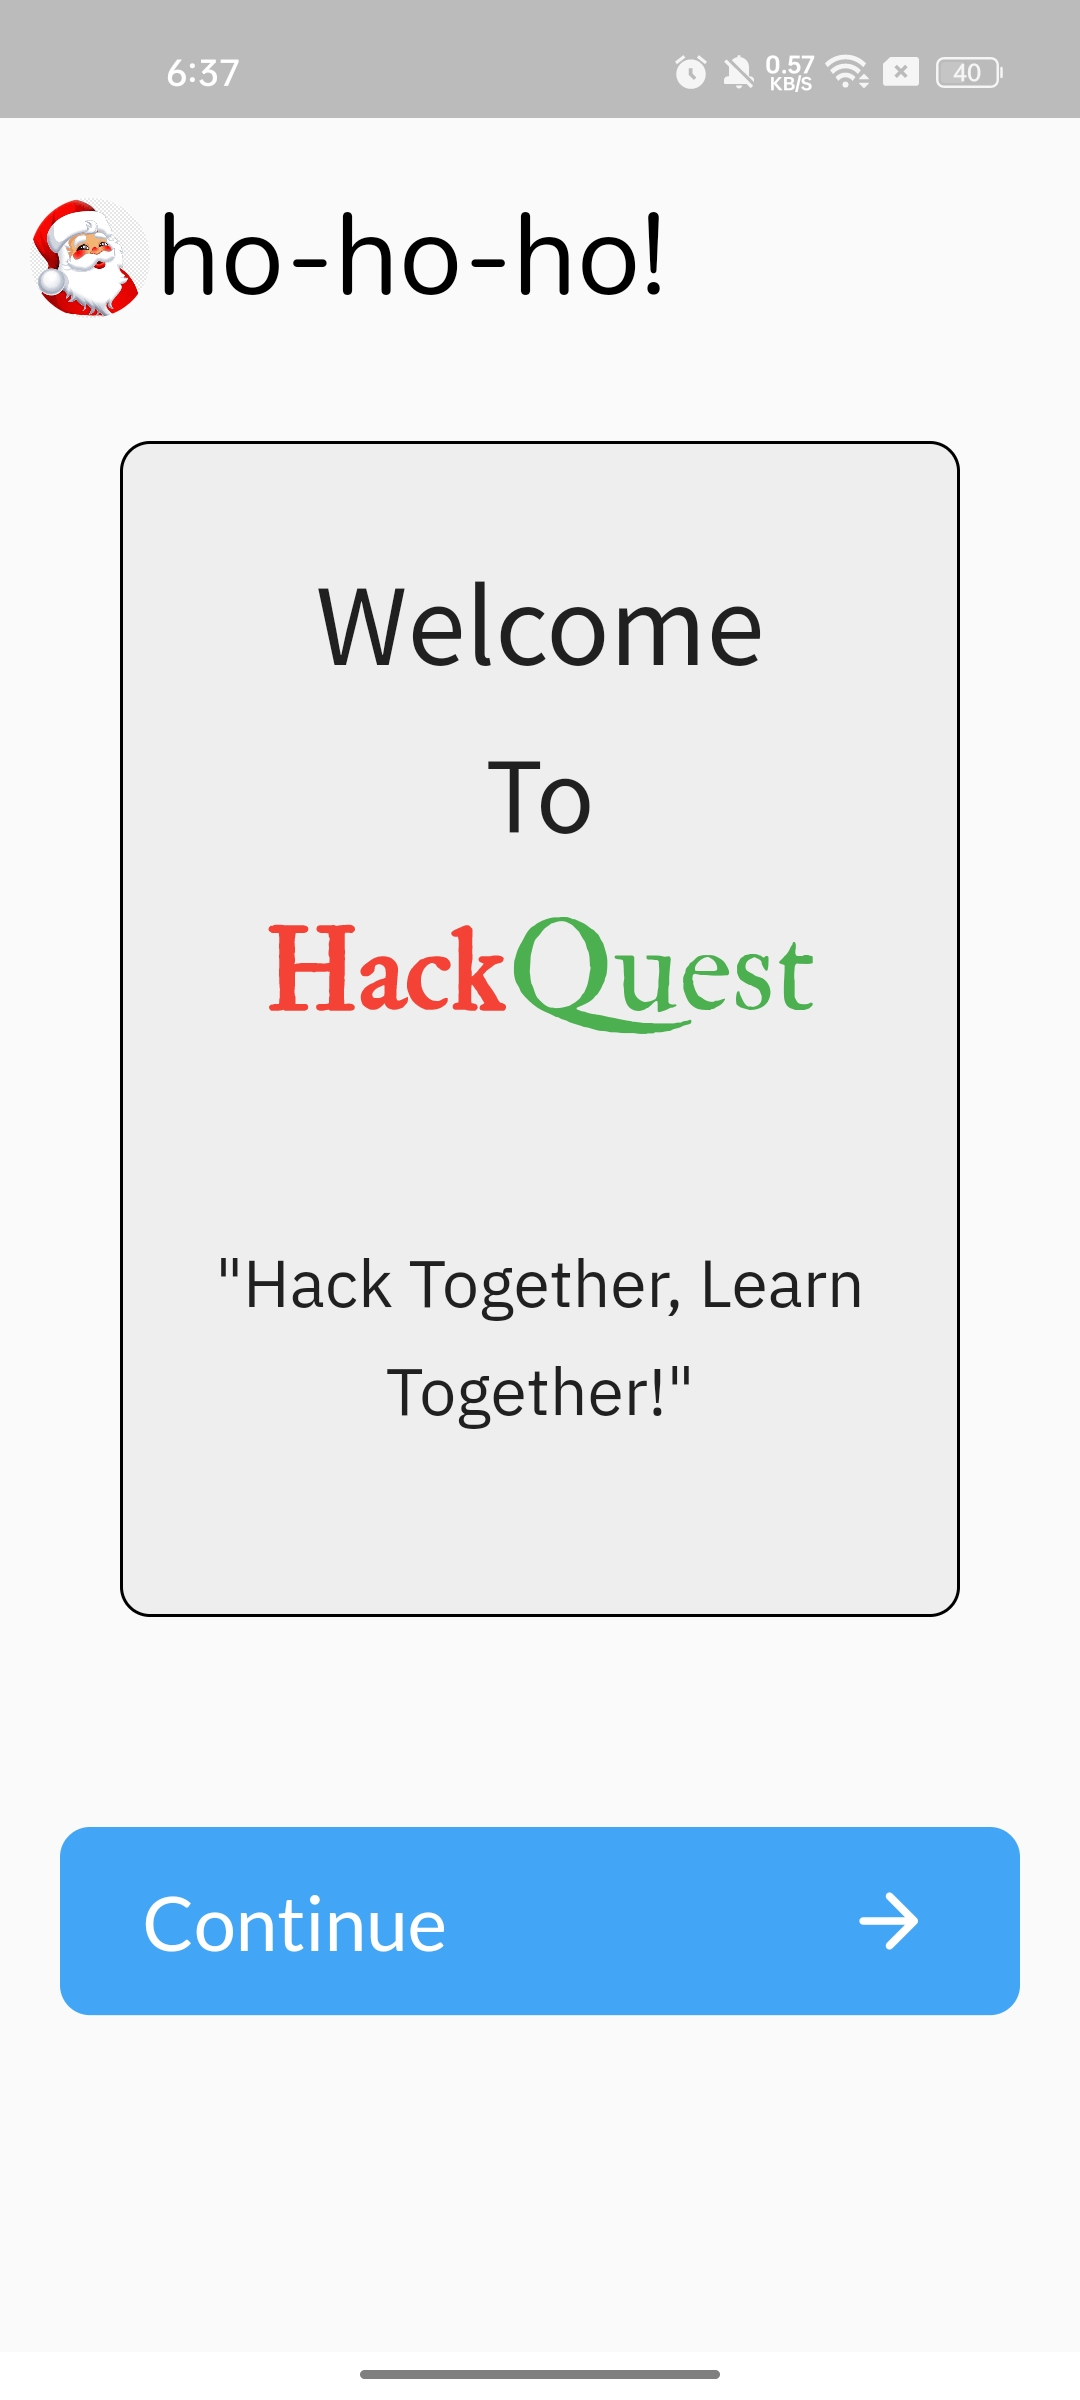 6:37
0.57
KB/S
40
ho-ho-ho!
Welcome
To
HackQuest
"Hack Together, Learn
Together!"
Continue